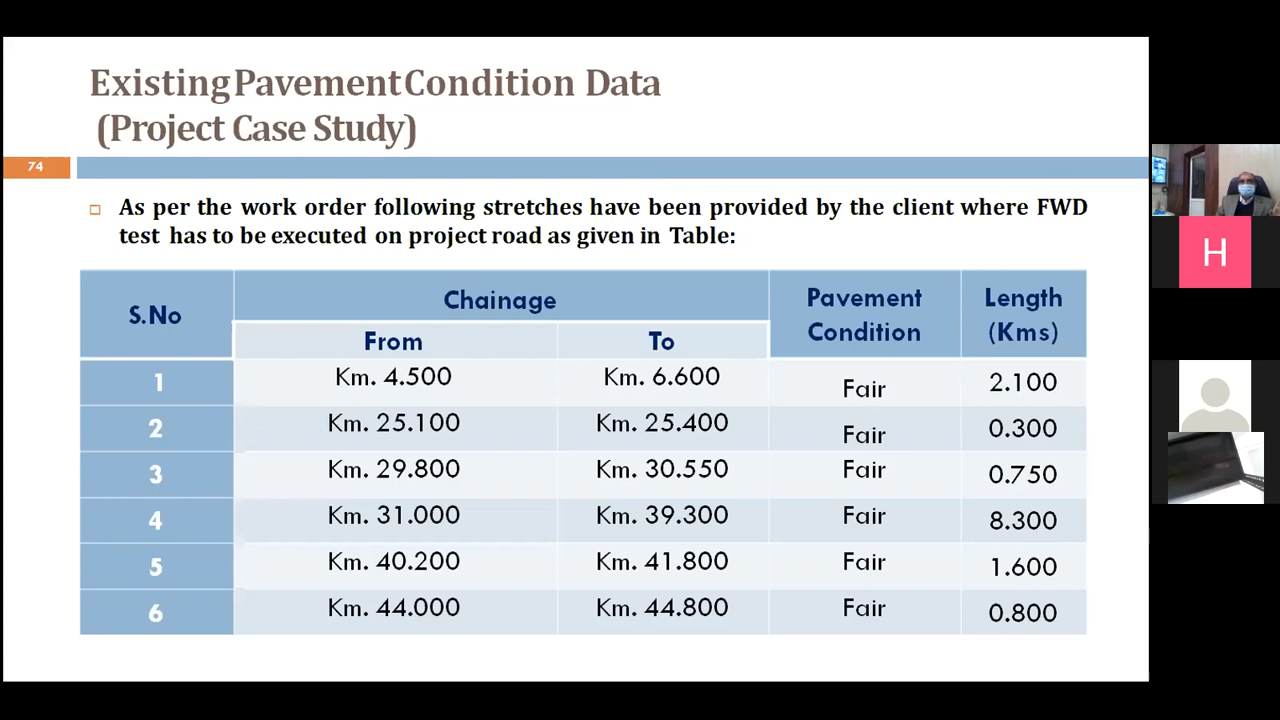 Existing Pavement Condition Data
(Project Case Study)
74
As per the work order following stretches have been provided by the client where FWD
test has to be executed on project road as given in Table:
S.No Chainage Pavement Condition Length (Kms)
From To
1 Km. 4.500 Km. 6.600 Fair 2.100
2 Km. 25.100 Km. 25.400 Fair 0.300
3 Km. 29.800 Km. 30.550 Fair 0.750
4 Km. 31.000 Km. 39.300 Fair 8.300
5 Km. 40.200 Km. 41.800 Fair 1.600
6 Km. 44.000 Km. 44.800 Fair 0.800
H